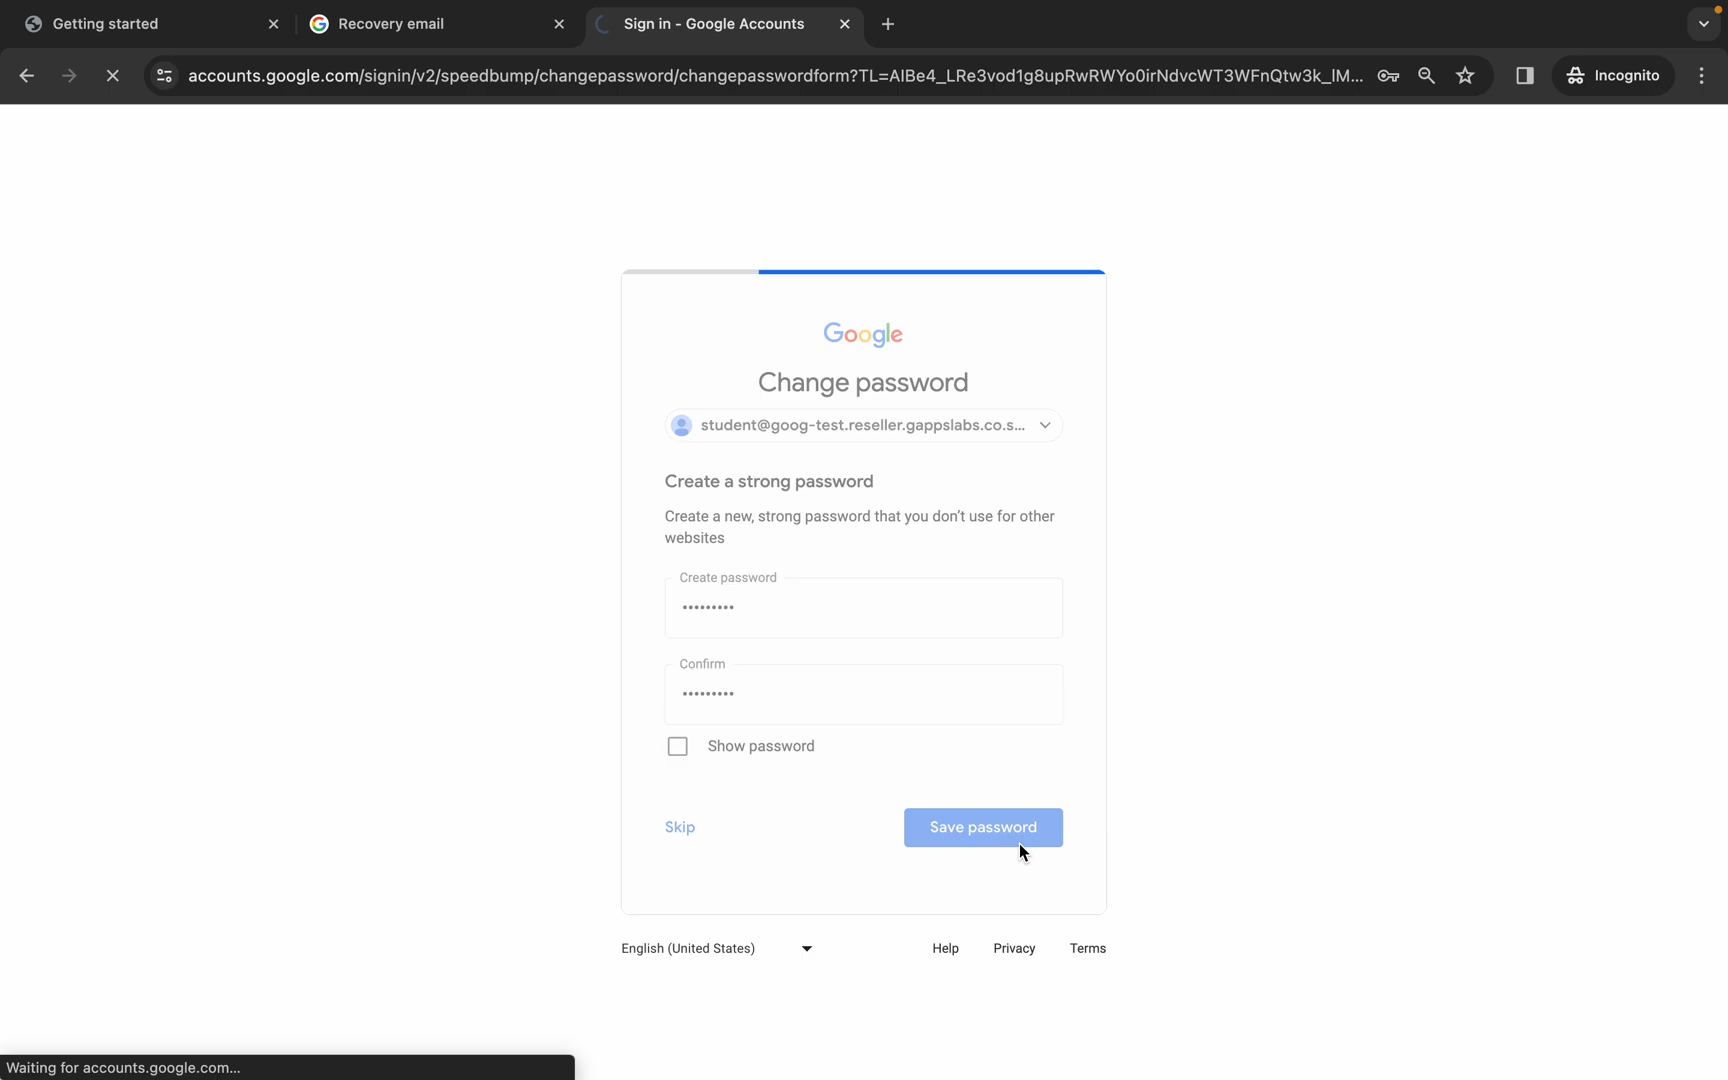 Getting started
Recovery email
Sign in - Google Accounts
accounts.google.com/signin/v2/speedbump/changepassword/changepasswordform?TL=AIBe4_LRe3vod1g8upRwRWYo0irNdvcWT3WFnQtw3k_IM...
Incognito
Google
Change password
student@goog-test.reseller.gappslabs.co.s...
Create a strong password
Create a new, strong password that you don't use for other
websites
Create password
•••••••••
Confirm
•••••••••
Show password
Skip
Save password
English (United States)
Help
Privacy
Terms
Waiting for accounts.google.com...